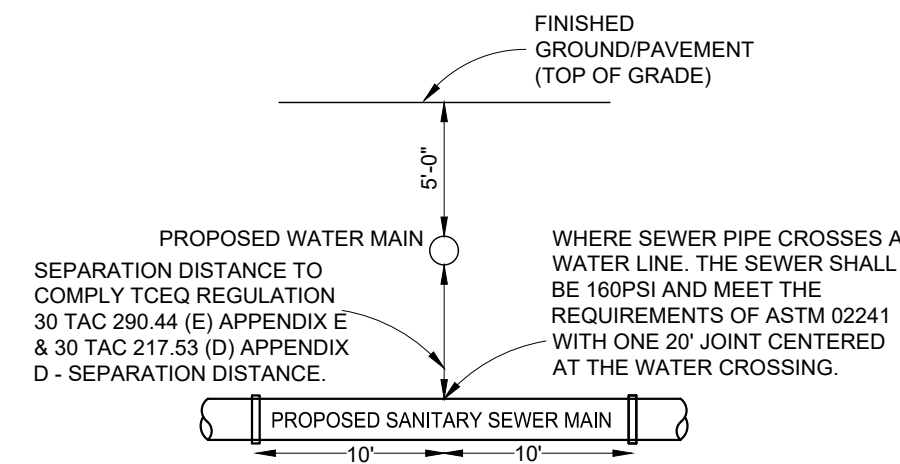 FINISHED
GROUND/PAVEMENT
(TOP OF GRADE)
5'-0"
PROPOSED WATER MAIN
SEPARATION DISTANCE TO
COMPLY TCEQ REGULATION
30 TAC 290.44 (E) APPENDIX E
& 30 TAC 217.53 (D) APPENDIX
D - SEPARATION DISTANCE.
WHERE SEWER PIPE CROSSES A
WATER LINE. THE SEWER SHALL
BE 160PSI AND MEET THE
REQUIREMENTS OF ASTM 02241
WITH ONE 20' JOINT CENTERED
AT THE WATER CROSSING.
PROPOSED SANITARY SEWER MAIN
10'
10'